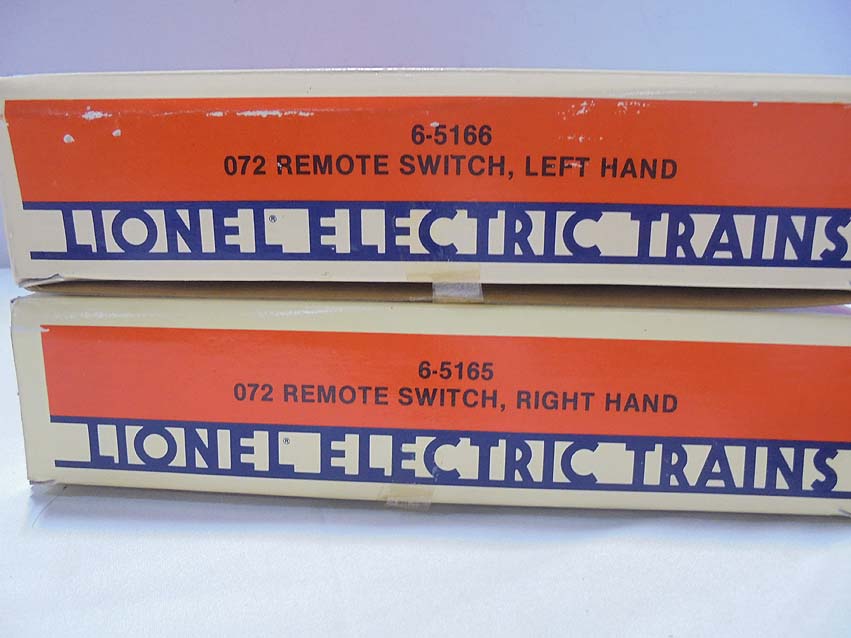 6-5166
072 REMOTE SWITCH, LEFT HAND
LIONEL® ELECTRIC TRAINS
6-5165
072 REMOTE SWITCH, RIGHT HAND
LIONEL® ELECTRIC TRAINS